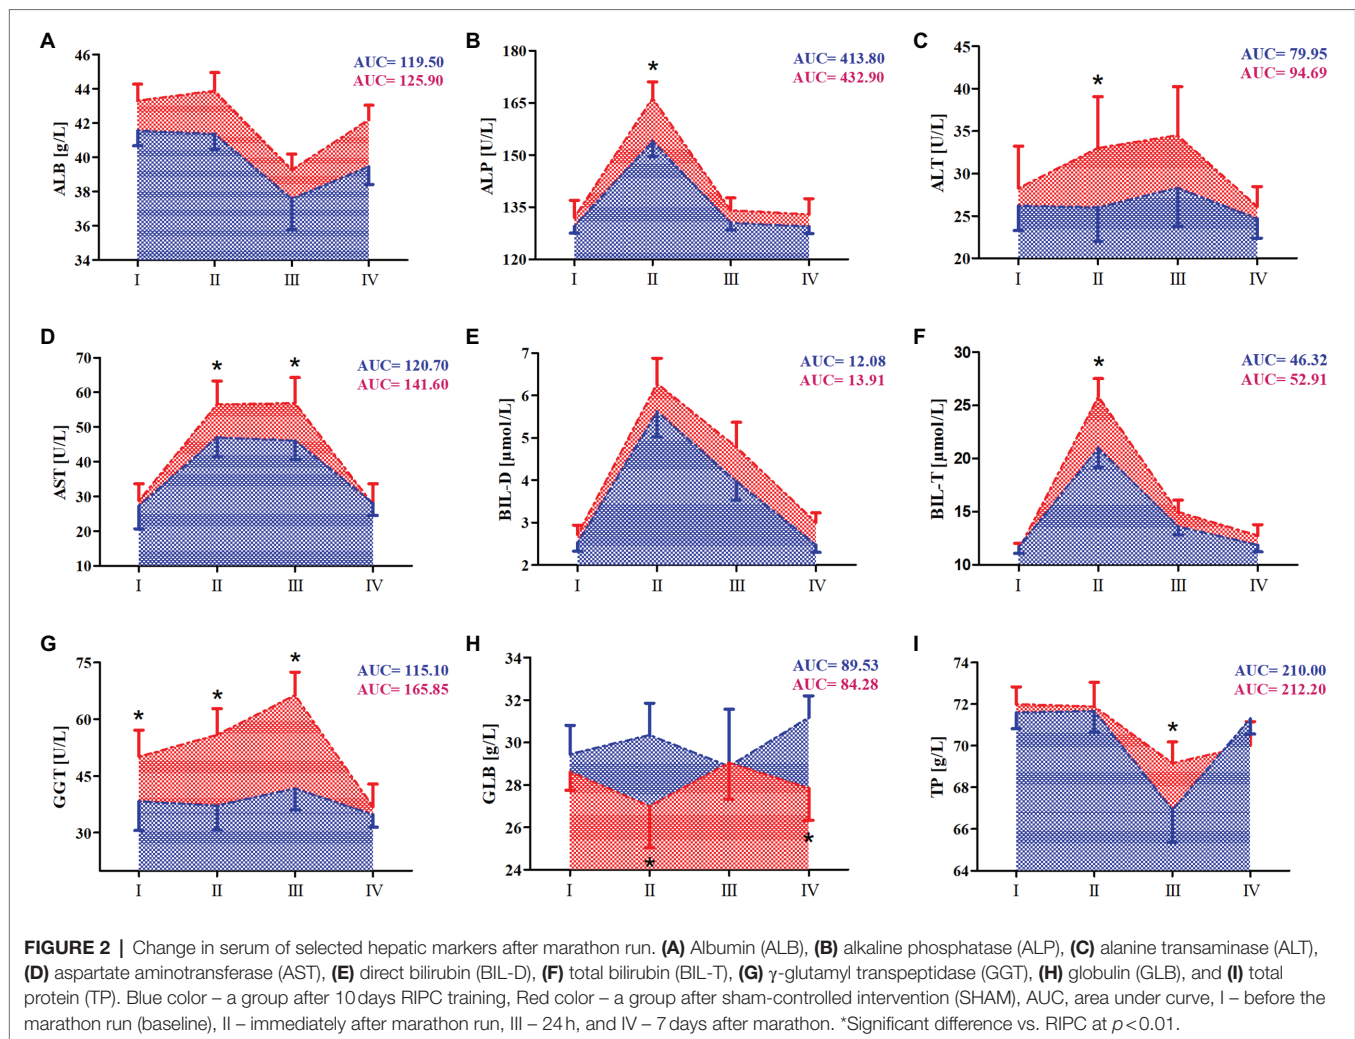 A
B
C
ALB [g/L]
46
44
42
40
38
36
34
AUC= 119.50
AUC= 125.90
I
II
III
IV
ALP [U/L]
180
165
150
135
120
*
AUC= 413.80
AUC= 432.90
I
II
III
IV
ALT [U/L]
45
40
35
30
25
20
*
AUC= 79.95
AUC= 94.69
I
II
III
IV
D
E
F
AST [U/L]
70
60
50
40
30
20
10
*
*
AUC= 120.70
AUC= 141.60
I
II
III
IV
BIL-D [µmol/L]
7
6
5
4
3
2
AUC= 12.08
AUC= 13.91
I
II
III
IV
BIL-T [µmol/L]
30
25
20
15
10
*
AUC= 46.32
AUC= 52.91
I
II
III
IV
G
H
I
GGT [U/L]
75
60
45
30
*
*
*
AUC= 115.10
AUC= 165.85
I
II
III
IV
GLB [g/L]
34
32
30
28
26
24
*
*
AUC= 89.53
AUC= 84.28
I
II
III
IV
TP [g/L]
74
72
70
68
66
64
*
AUC= 210.00
AUC= 212.20
I
II
III
IV
FIGURE 2 | Change in serum of selected hepatic markers after marathon run. (A) Albumin (ALB), (B) alkaline phosphatase (ALP), (C) alanine transaminase (ALT),
(D) aspartate aminotransferase (AST), (E) direct bilirubin (BIL-D), (F) total bilirubin (BIL-T), (G) γ-glutamyl transpeptidase (GGT), (H) globulin (GLB), and (I) total
protein (TP). Blue color – a group after 10 days RIPC training, Red color – a group after sham-controlled intervention (SHAM), AUC, area under curve, I – before the
marathon run (baseline), II – immediately after marathon run, III – 24 h, and IV – 7 days after marathon. *Significant difference vs. RIPC at p < 0.01.